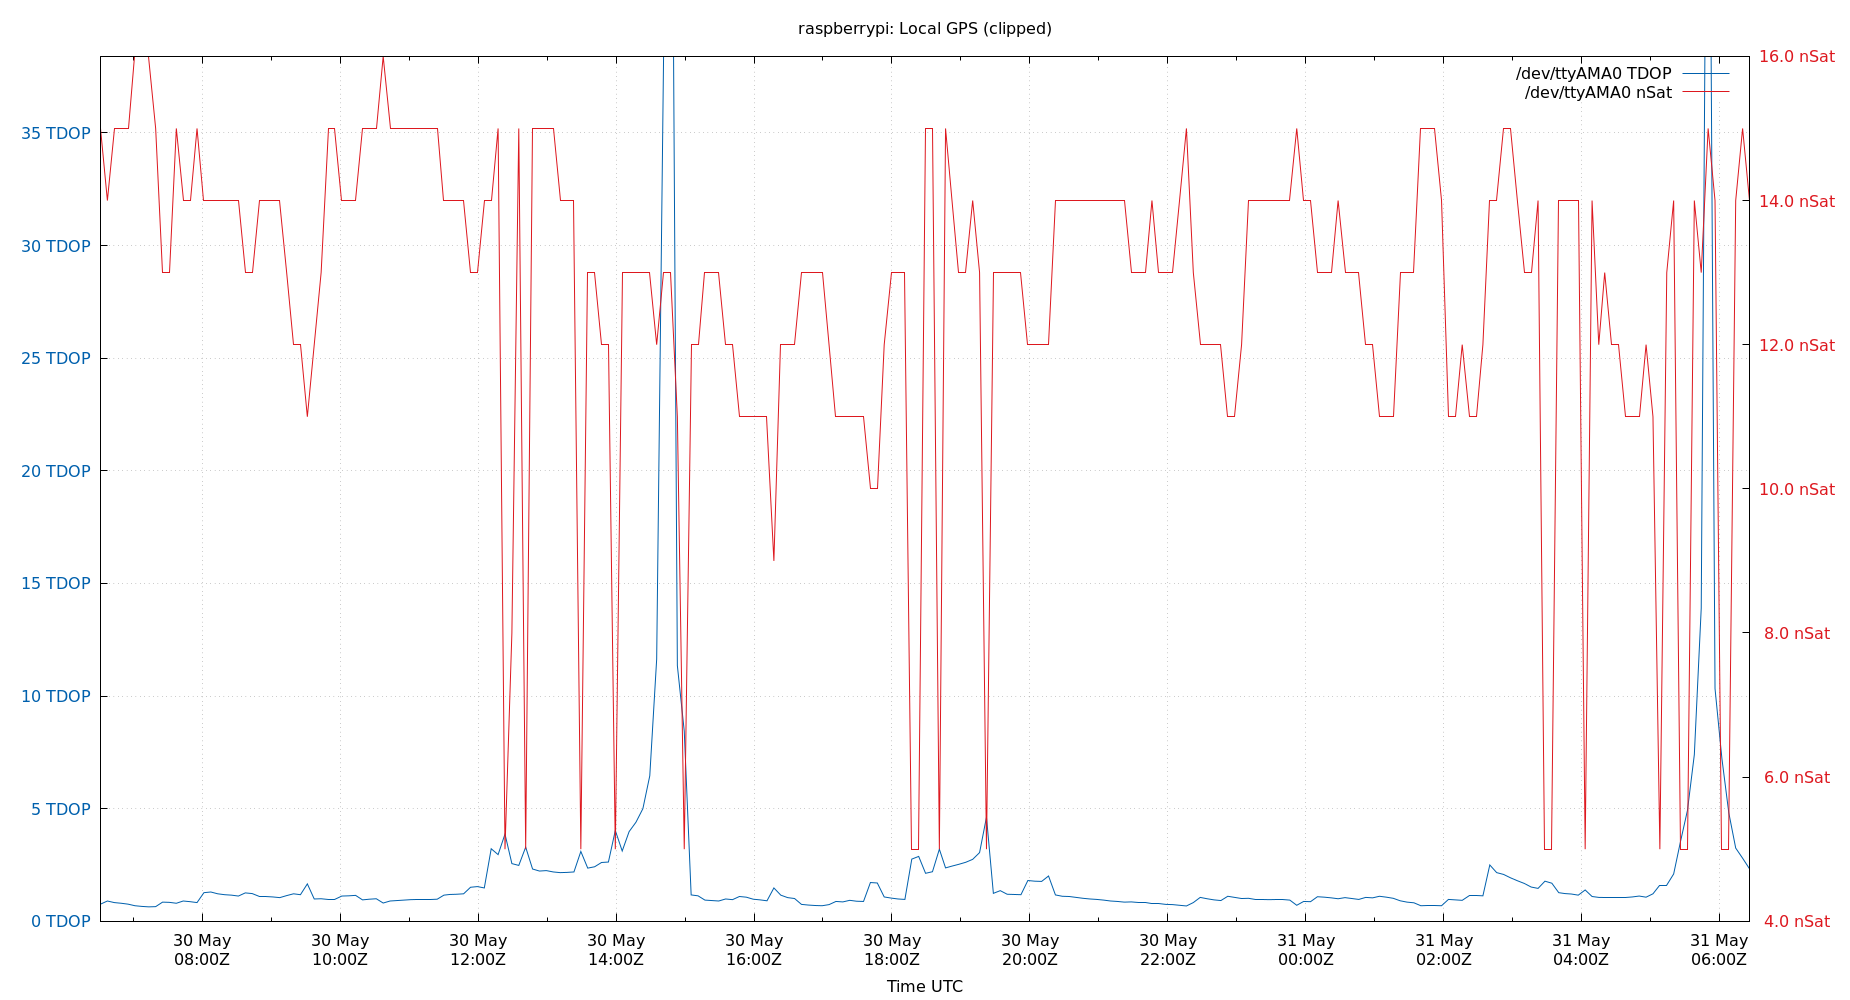 raspberrypi: Local GPS (clipped)
16.0 nSat
/dev/ttyAMA0 TDOP
/dev/ttyAMA0 nSat
35 TDOP
14.0 nSat
30 TDOP
25 TDOP
12.0 nSat
20 TDOP
10.0 nSat
15 TDOP
8.0 nSat
10 TDOP
6.0 nSat
5 TDOP
0 TDOP
4.0 nSat
30 May 30 May 30 May 30 May 30 May 30 May 30 May 30 May 31 May 31 May 31 May 31 May
08:00Z 10:00Z 12:00Z 14:00Z 16:00Z 18:00Z 20:00Z 22:00Z 00:00Z 02:00Z 04:00Z 06:00Z
Time UTC